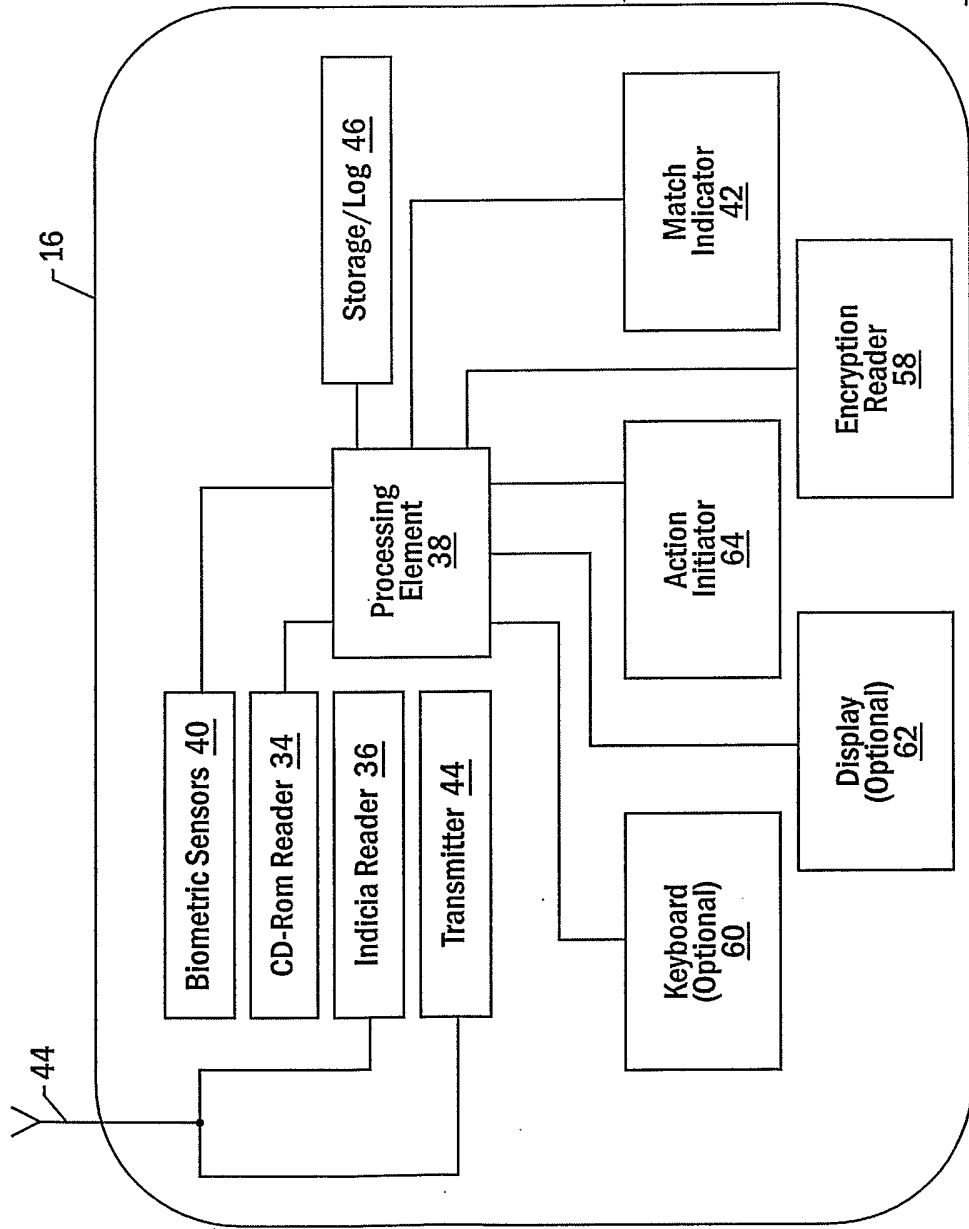 44
16
Biometric Sensors 40
CD-Rom Reader 34
Indicia Reader 36
Transmitter 44
Processing
Element
38
Storage/Log 46
Keyboard
(Optional)
60
Display
(Optional)
62
Action
Initiator
64
Encryption
Reader
58
Match
Indicator
42